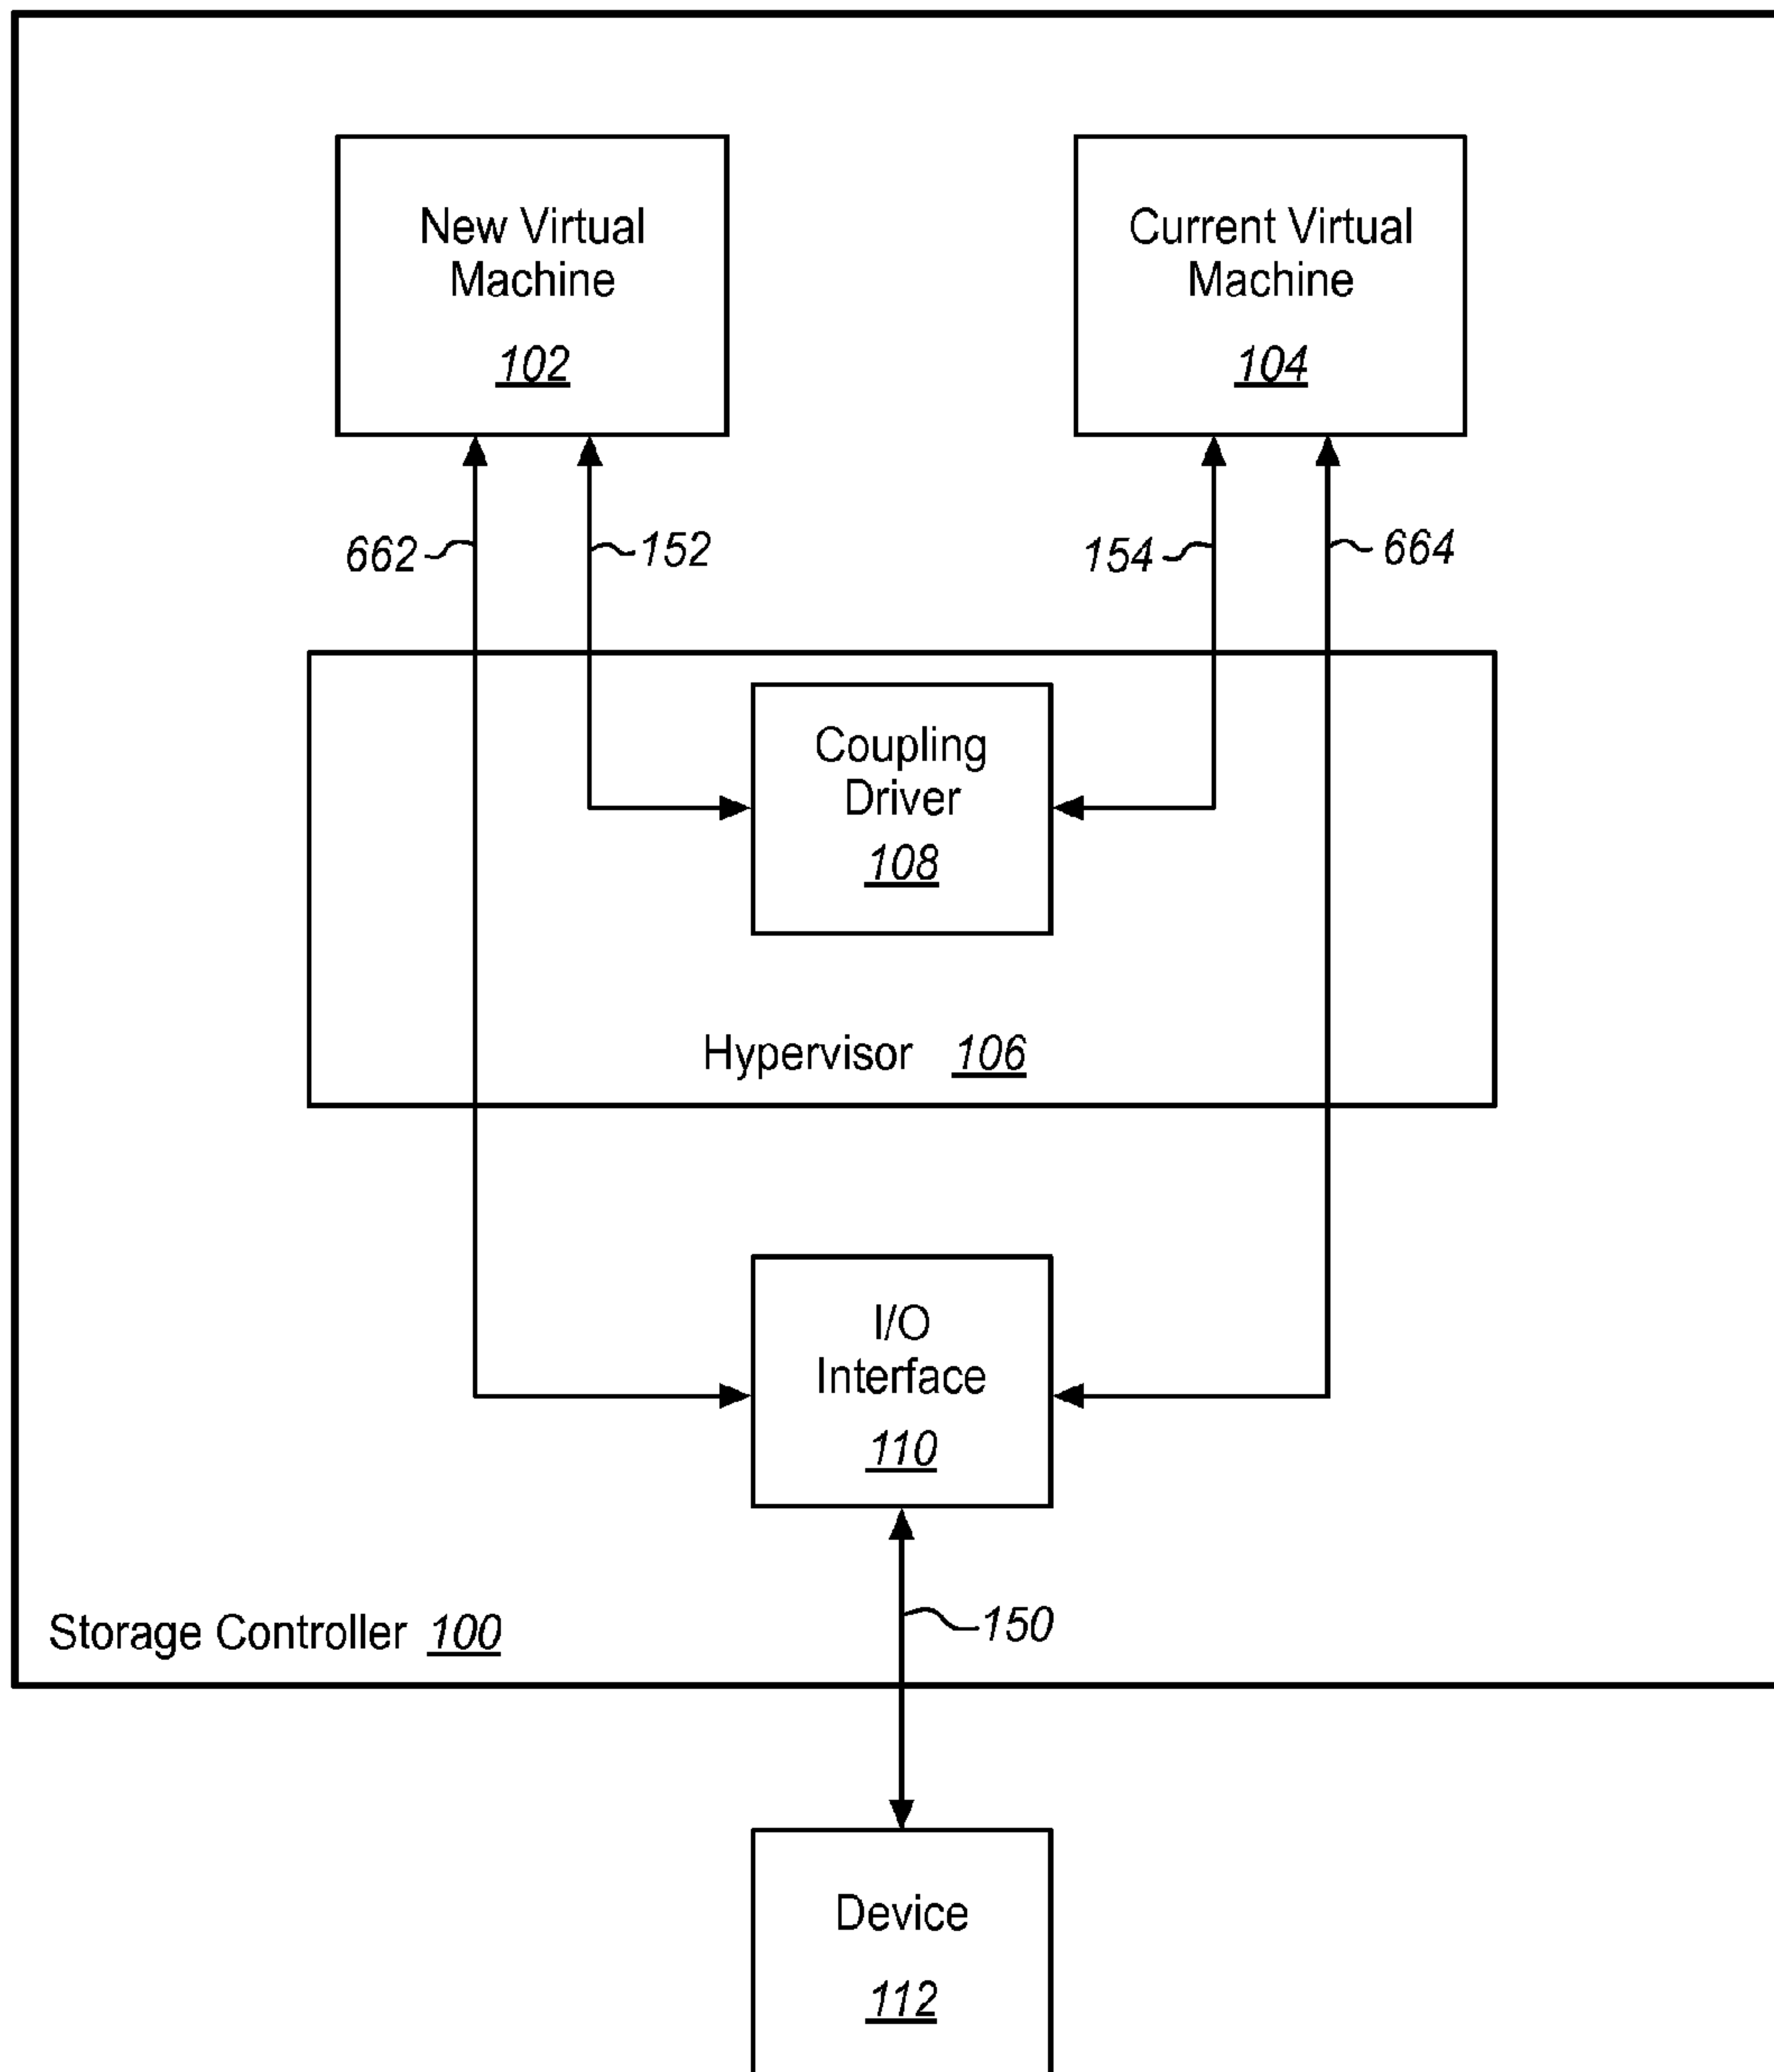 New Virtual
Machine
102
Current Virtual
Machine
104
662
152
154
664
Coupling
Driver
108
Hypervisor 106
I/O
Interface
110
Storage Controller 100
150
Device
112